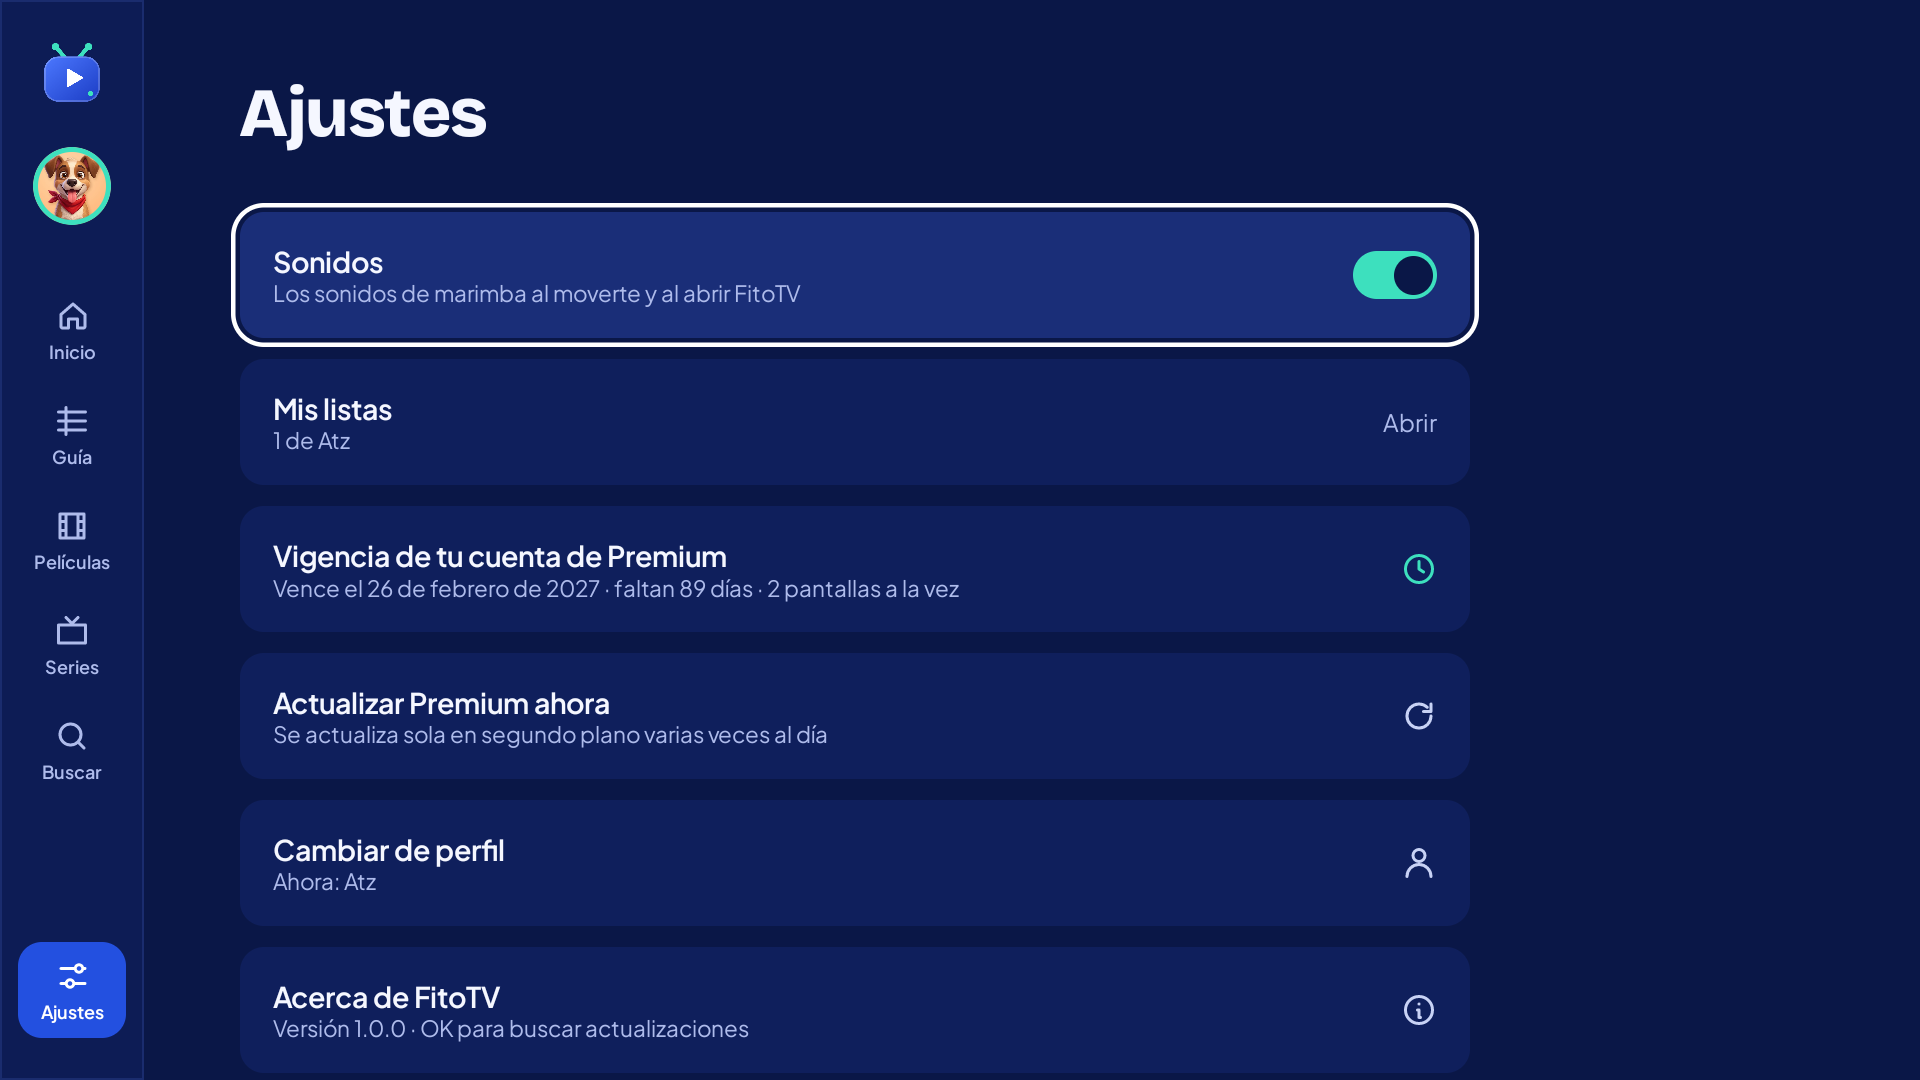 Ajustes
Sonidos
Los sonidos de marimba al moverte y al abrir FitoTV
Mis listas
1 de Atz
Abrir
Vigencia de tu cuenta de Premium
Vence el 26 de febrero de 2027 · faltan 89 días · 2 pantallas a la vez
Actualizar Premium ahora
Se actualiza sola en segundo plano varias veces al día
Cambiar de perfil
Ahora: Atz
Acerca de FitoTV
Versión 1.0.0 · OK para buscar actualizaciones
Inicio
Guía
Películas
Series
Buscar
Ajustes